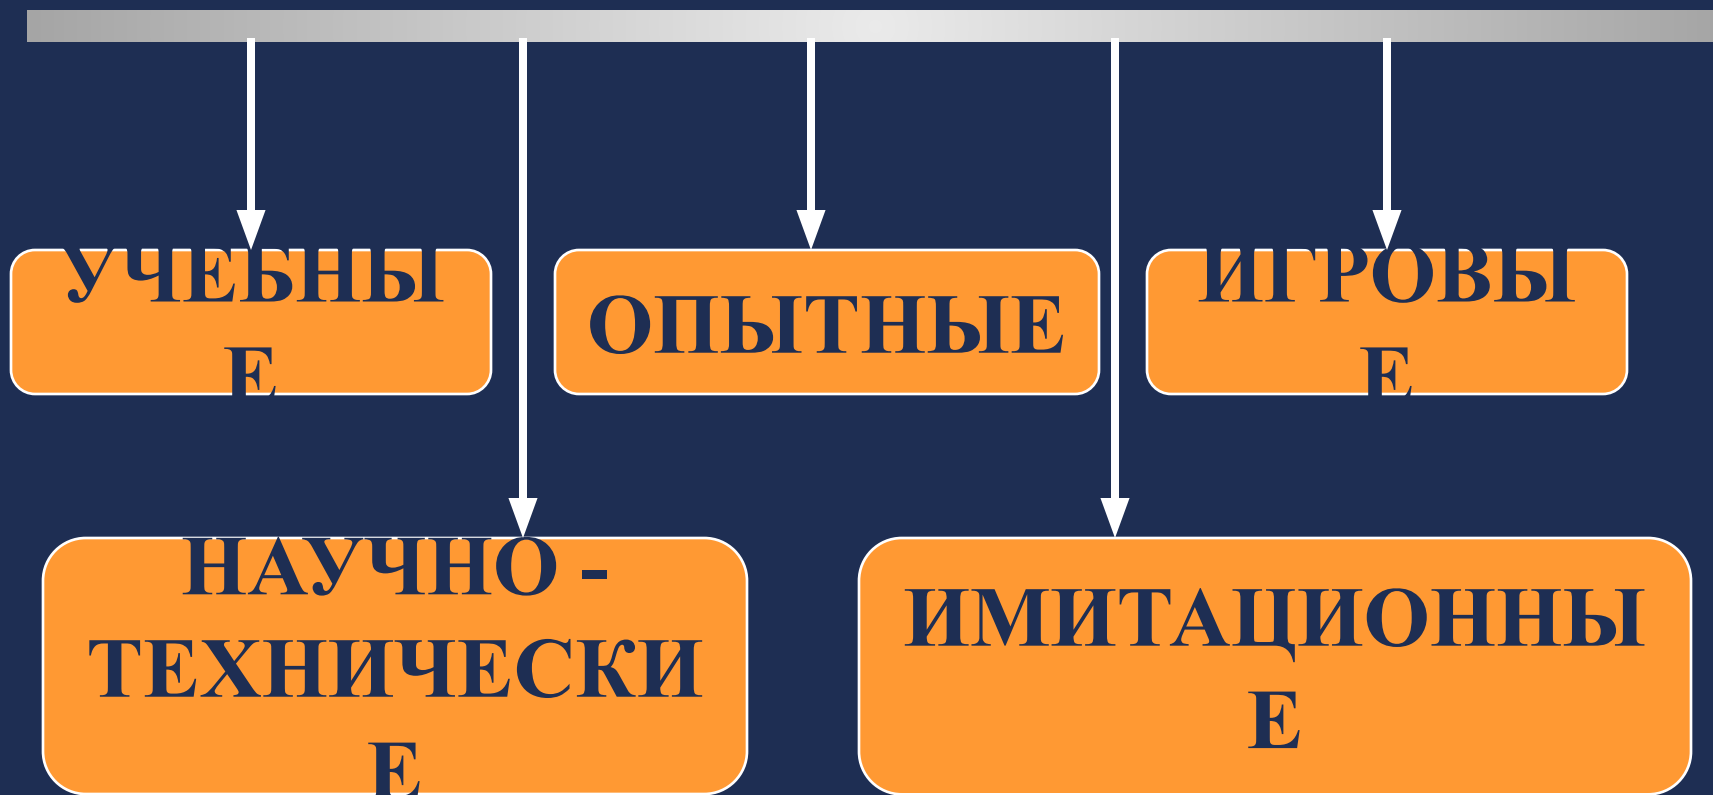 УЧЕБНЫ
Е
ОПЫТНЫЕ
ИГРОВЫ
Е
НАУЧНО -
ТЕХНИЧЕСКИ
Е
ИМИТАЦИОННЫ
Е